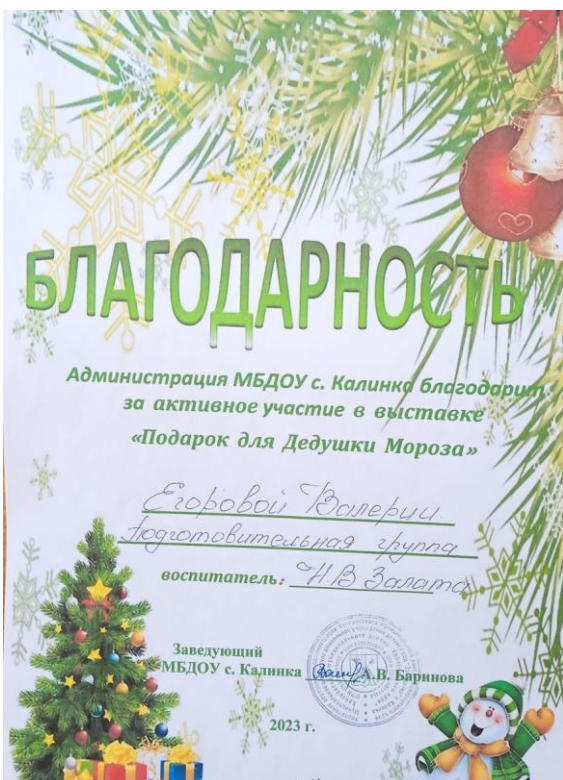 БЛАГОДАРНОСТЬ
Администрация МБДОУ с. Калинка благодарит
за активное участие в выставке
«Подарок для Дедушки Мороза»
Егоровой Валерии
подготовительная группа
воспитатель: Н.В Залата
Заведующий
МБДОУ с. Калинка А.В. Баринова
2023 г.